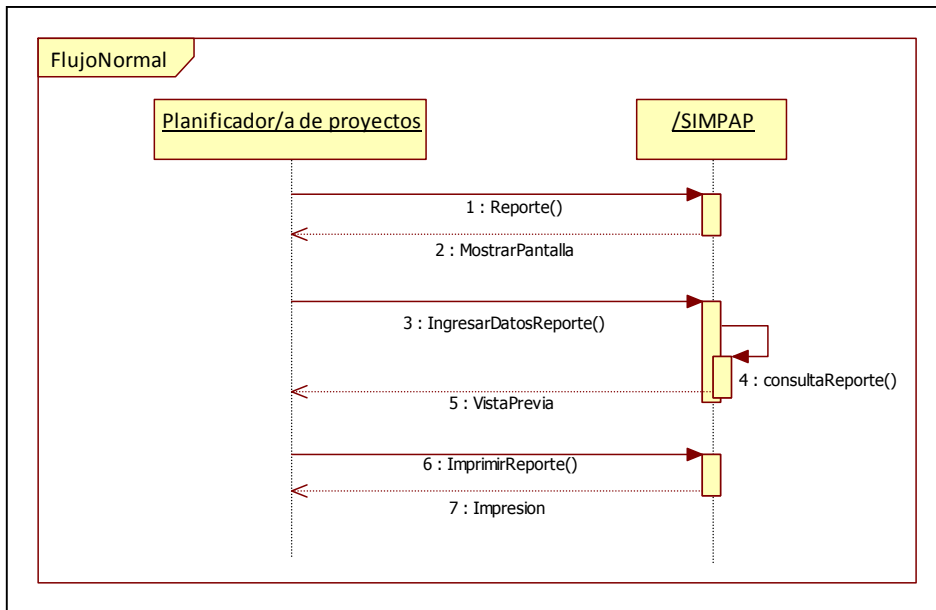 FlujoNormal
Planificador/a de proyectos
/SIMPAP
1 : Reporte()
2 : MostrarPantalla
3 : IngresarDatosReporte()
4 : consultaReporte()
5 : VistaPrevia
6 : ImprimirReporte()
7 : Impresion